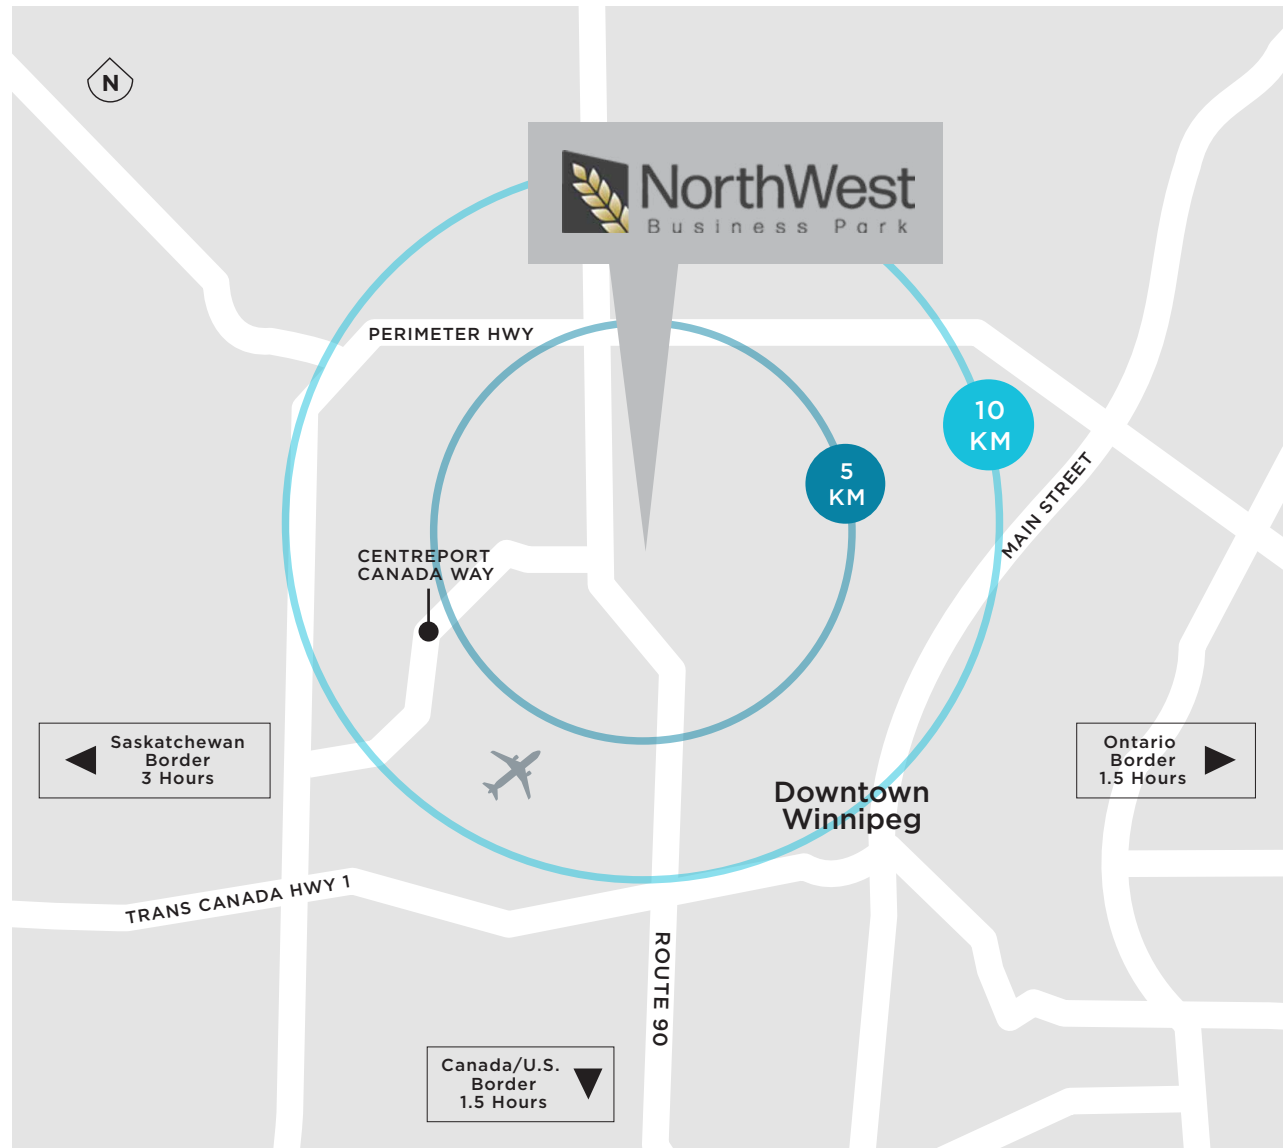 N
NorthWest
Business Park
PERIMETER HWY
10
KM
5
KM
MAIN STREET
CENTREPORT
CANADA WAY
Saskatchewan
Border
3 Hours
Ontario
Border
1.5 Hours
Downtown
Winnipeg
TRANS CANADA HWY 1
ROUTE 90
Canada/U.S.
Border
1.5 Hours